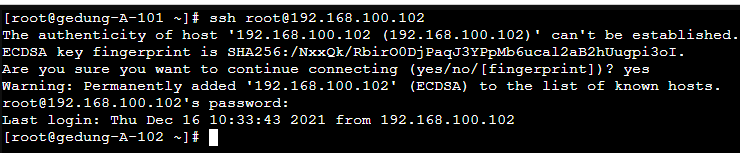 [root@gedung-A-101 ~]# ssh root@192.168.100.102
The authenticity of host '192.168.100.102 (192.168.100.102)' can't be established.
ECDSA key fingerprint is SHA256:/NxxQk/RbirO0DjPaqJ3YPpMb6ucal2aB2hUugpi3oI.
Are you sure you want to continue connecting (yes/no/[fingerprint])? yes
Warning: Permanently added '192.168.100.102' (ECDSA) to the list of known hosts.
root@192.168.100.102's password:
Last login: Thu Dec 16 10:33:43 2021 from 192.168.100.102
[root@gedung-A-102 ~]#